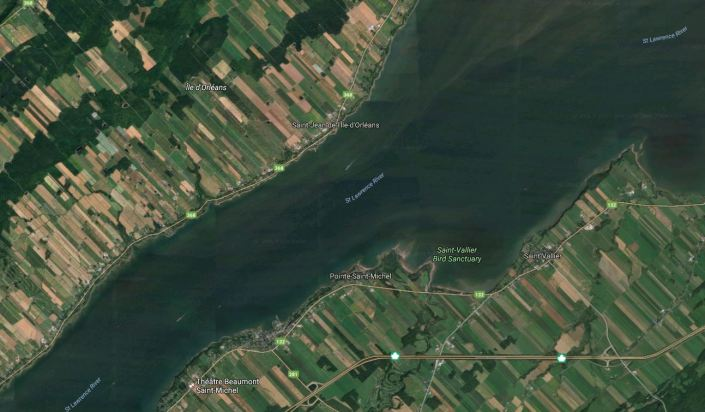 368
St Lawrence River
Île d'Orléans
368
Saint-Jean-de-l'Île-d'Orléans
368
St Lawrence River
368
132
Saint-Vallier
Bird Sanctuary
Saint-Vallier
Pointe-Saint-Michel
132
132
281
Théâtre Beaumont
Saint-Michel
St Lawrence River